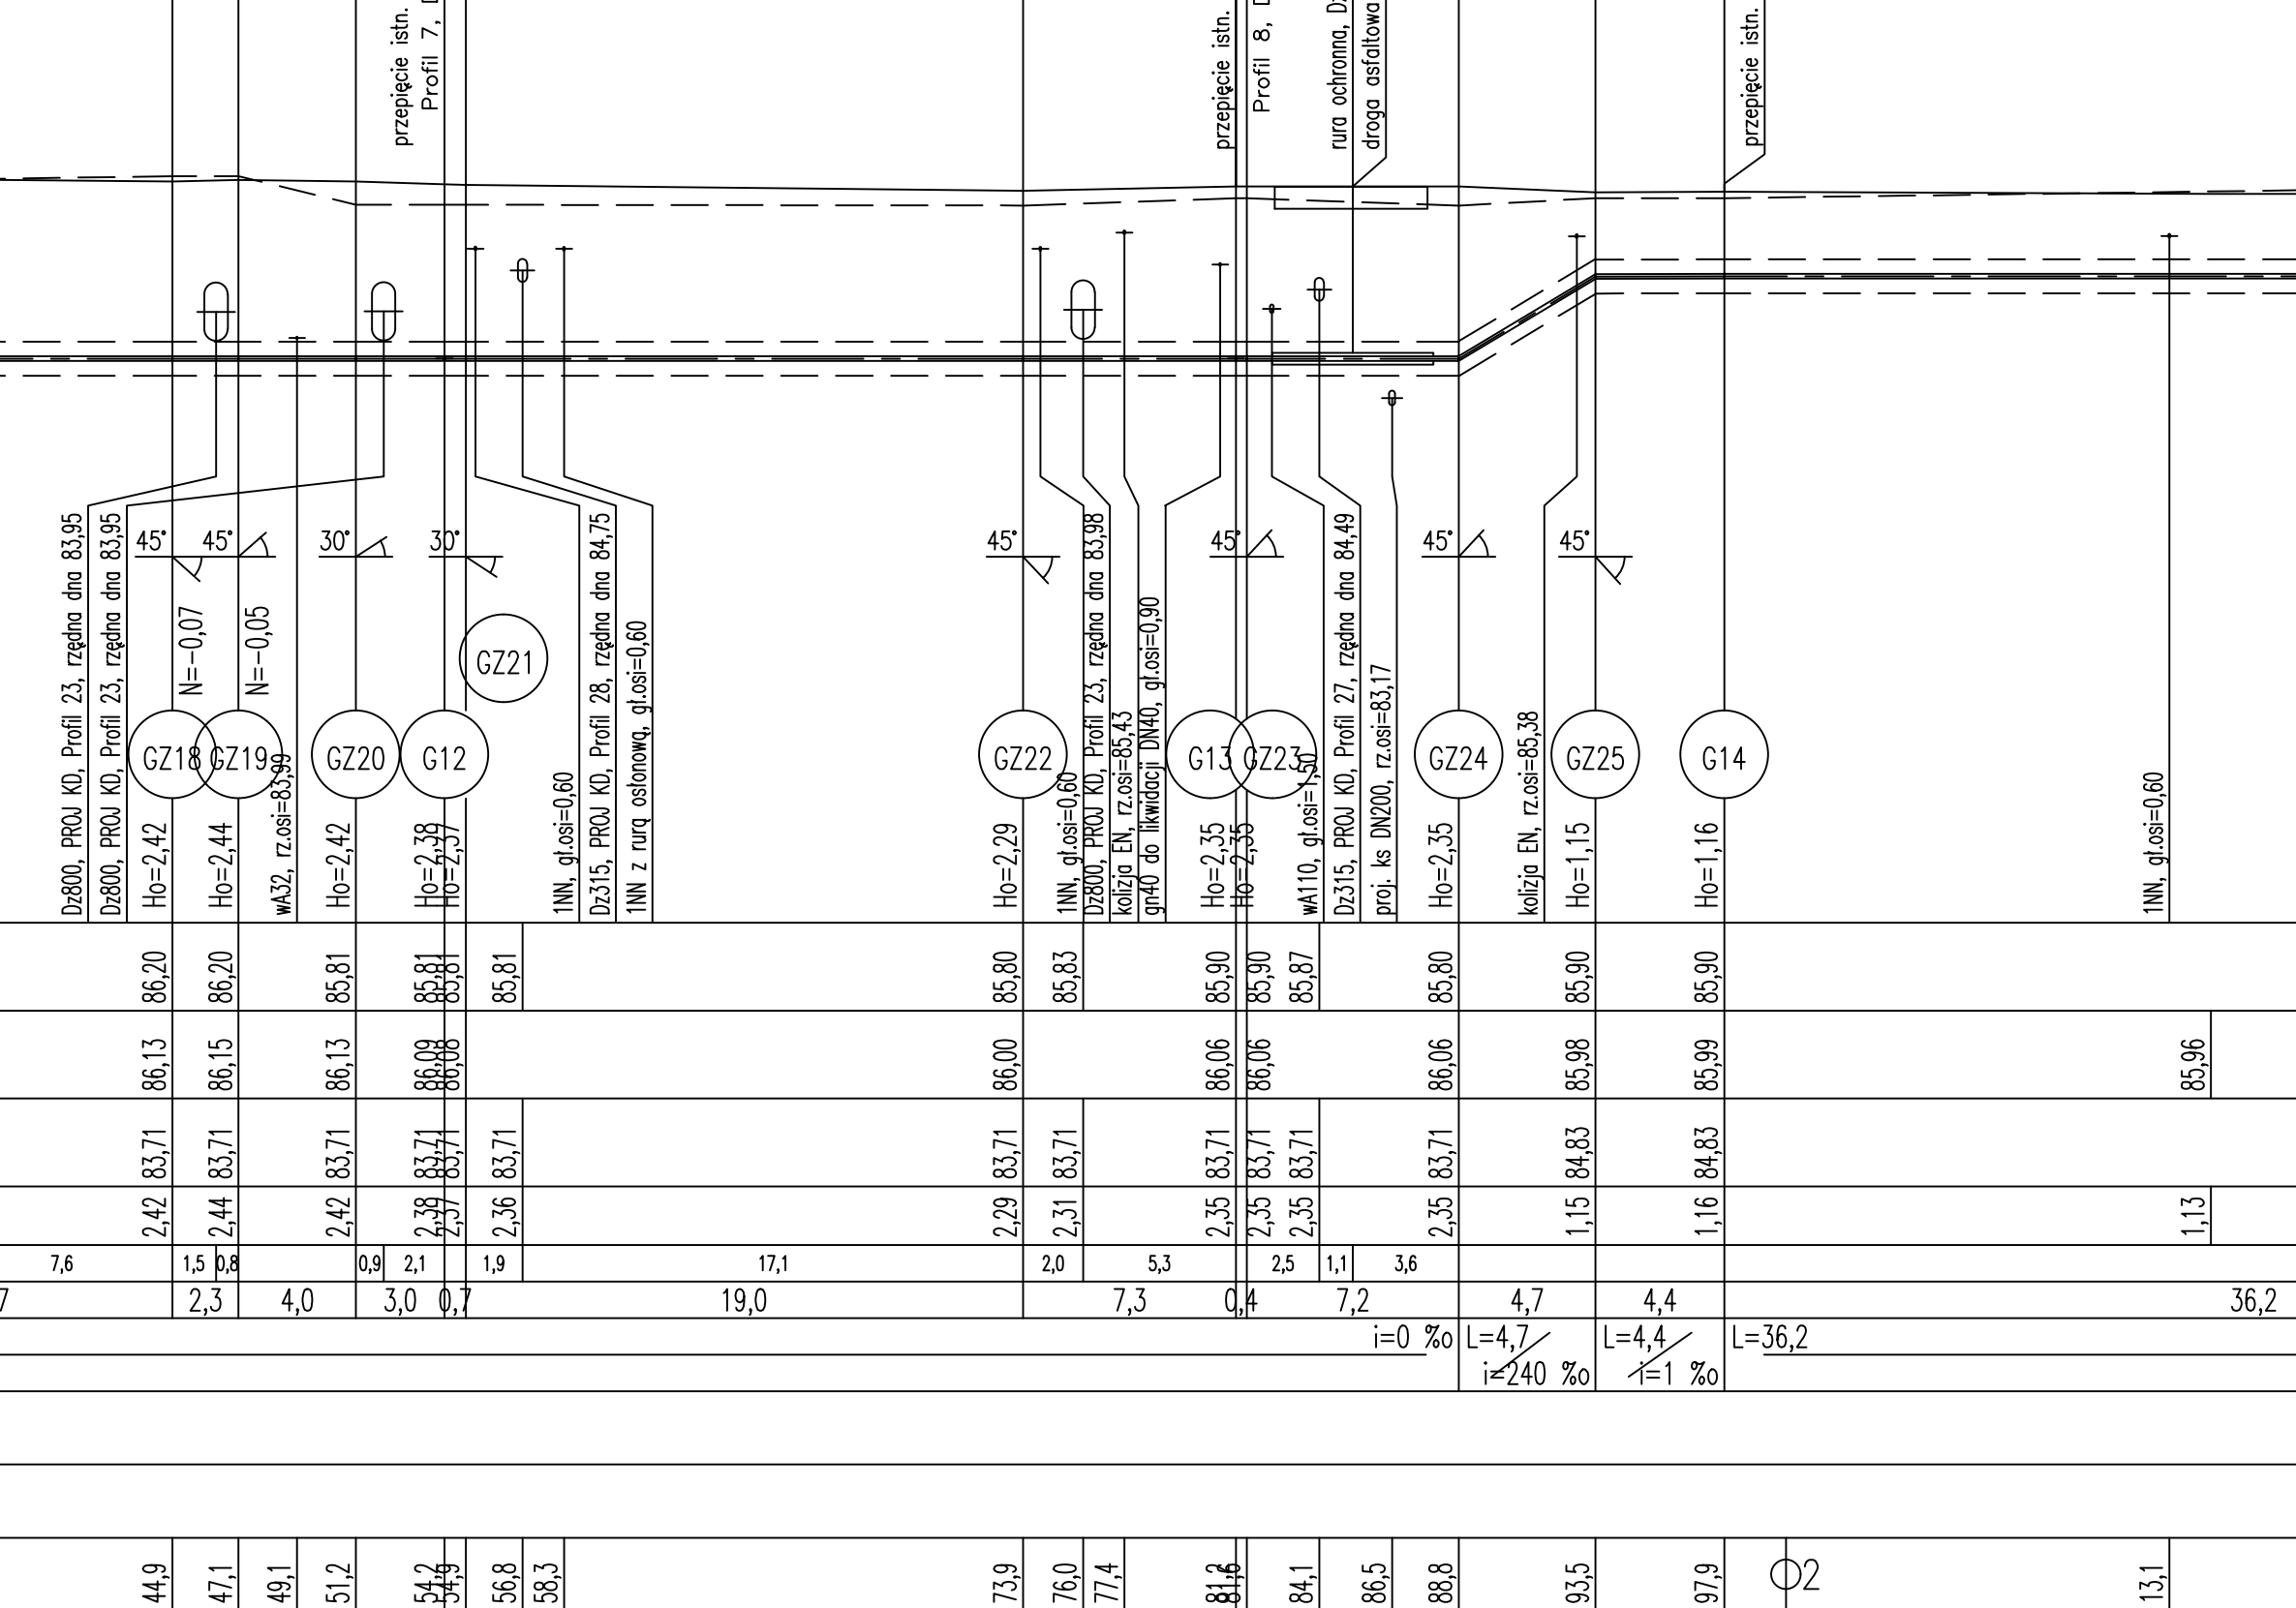 przepięcie istn.
Profil 7,
przepięcie istn.
Profil 8,
rura ochronna,
droga asfaltowa
przepięcie istn.
Dz800, PROJ KD, Profil 23, rzędna dna 83,95
Dz800, PROJ KD, Profil 23, rzędna dna 83,95
45°
45°
30°
30°
45°
45°
45°
45°
N=-0,07
N=-0,05
GZ18
GZ19
GZ20
G12
GZ21
GZ22
G13
GZ23
GZ24
GZ25
G14
wA32, rz.osi=83,99
1NN, gł.osi=0,60
Dz315, PROJ KD, Profil 28, rzędna dna 84,75
1NN z rurą osłonową, gł.osi=0,60
1NN, gł.osi=0,60
Dz800, PROJ KD, Profil 23, rzędna dna 83,98
kolizja EN, rz.osi=85,43
gn40 do likwidacji DN40, gł.osi=0,90
wA110, gł.osi=1,50
Dz315, PROJ KD, Profil 27, rzędna dna 84,49
proj. ks DN200, rz.osi=83,17
kolizja EN, rz.osi=85,38
1NN, gł.osi=0,60
Ho=2,42
Ho=2,44
Ho=2,42
Ho=2,38
Ho=2,37
Ho=2,29
Ho=2,35
Ho=2,35
Ho=2,35
Ho=1,15
Ho=1,16
86,20
86,20
85,81
85,81
85,81
85,81
85,80
85,83
85,90
85,90
85,87
85,80
85,90
85,90
86,13
86,15
86,13
86,09
86,08
86,00
86,06
86,06
86,06
85,98
85,99
85,96
83,71
83,71
83,71
83,71
83,71
83,71
83,71
83,71
83,71
83,71
83,71
83,71
84,83
84,83
2,42
2,44
2,42
2,38
2,37
2,36
2,29
2,31
2,35
2,35
2,35
2,35
1,15
1,16
1,13
7,6 1,5 0,8 0,9 2,1 1,9 17,1 2,0 5,3 2,5 1,1 3,6
7 2,3 4,0 3,0 0,7 19,0 7,3 0,4 7,2 4,7 4,4 36,2
i=0 ‰ L=4,7 L=4,4 L=36,2
i=240 ‰ i=1 ‰
44,9
47,1
49,1
51,2
54,2
54,9
56,8
58,3
73,9
76,0
77,4
81,2
81,6
84,1
86,5
88,8
93,5
97,9
2
13,1